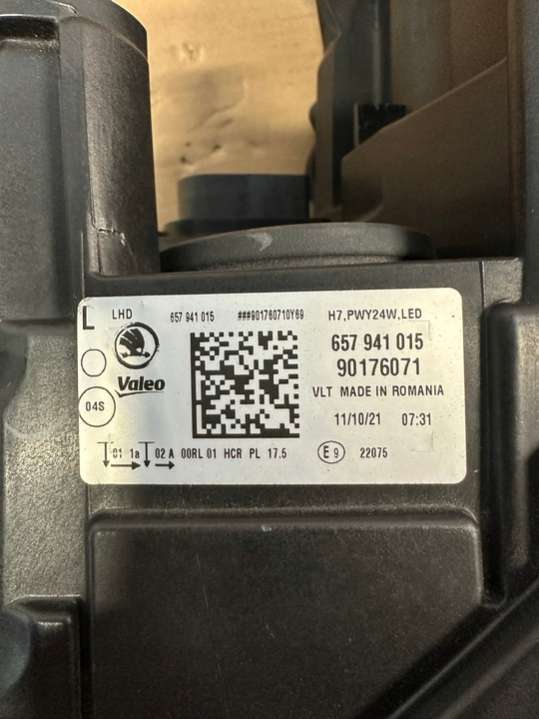 L LHD 657 941 015 ###901760710Y69 H7,PWY24W,LED
657 941 015
Valeo 90176071
VLT MADE IN ROMANIA
04S 11/10/21 07:31
01 1a 02 A 00RL 01 HCR PL 17.5 E9 22075